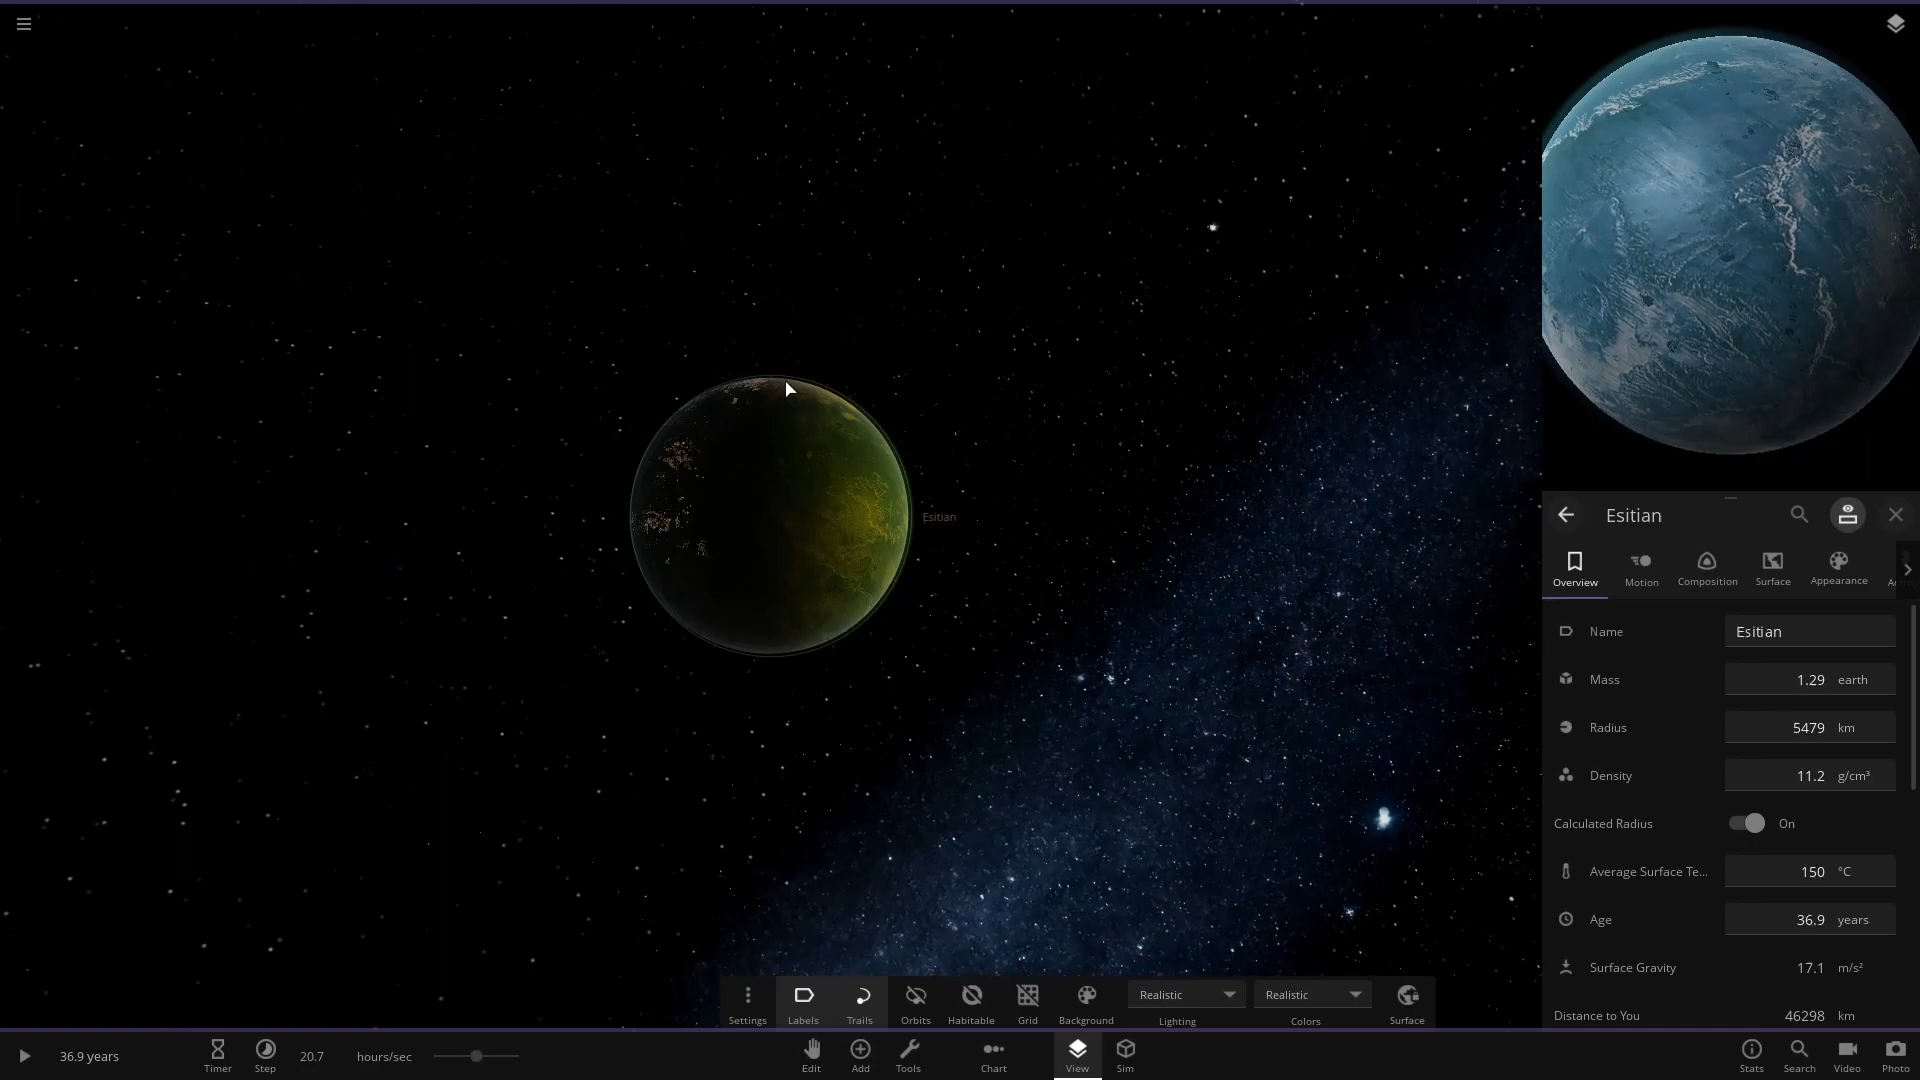 Esitian
Esitian
Overview
Motion
Composition
Surface
Appearance
Name
Esitian
Mass
1.29 earth
Radius
5479 km
Density
11.2 g/cm³
Calculated Radius
On
Average Surface Te...
150 °C
Age
36.9 years
Surface Gravity
17.1 m/s²
Distance to You
46298 km
Settings
Labels
Trails
Orbits
Habitable
Grid
Background
Realistic
Lighting
Realistic
Colors
Surface
36.9 years
Timer
Step
20.7 hours/sec
Edit
Add
Tools
Chart
View
Sim
Stats
Search
Video
Photo